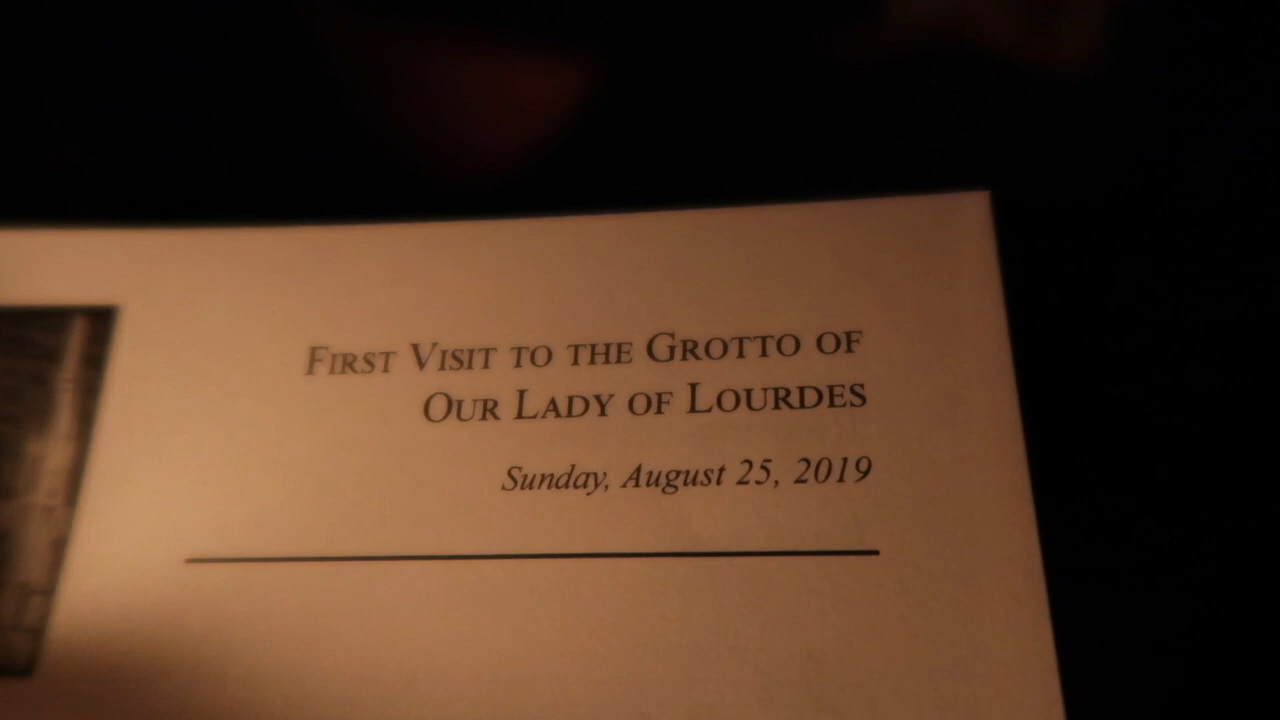 First Visit to the Grotto of
Our Lady of Lourdes
Sunday, August 25, 2019